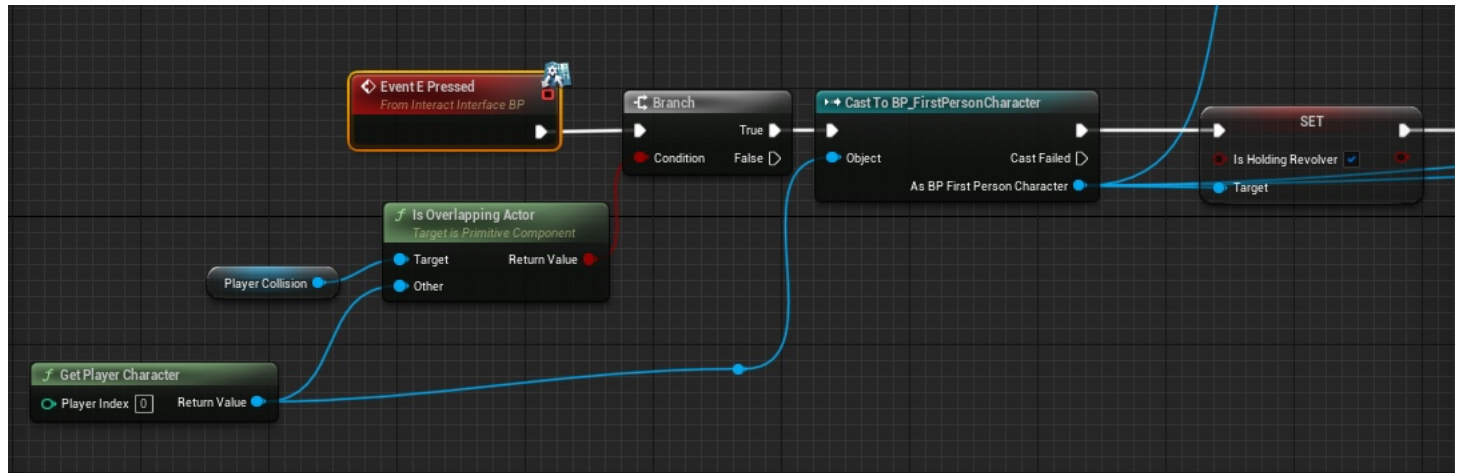 Event E Pressed
From Interact Interface BP
Branch
True
Condition
False
Cast To BP_FirstPersonCharacter
Object
Cast Failed
As BP First Person Character
SET
Is Holding Revolver
Target
f Is Overlapping Actor
Target is Primitive Component
Target
Return Value
Other
Player Collision
f Get Player Character
Player Index 0
Return Value